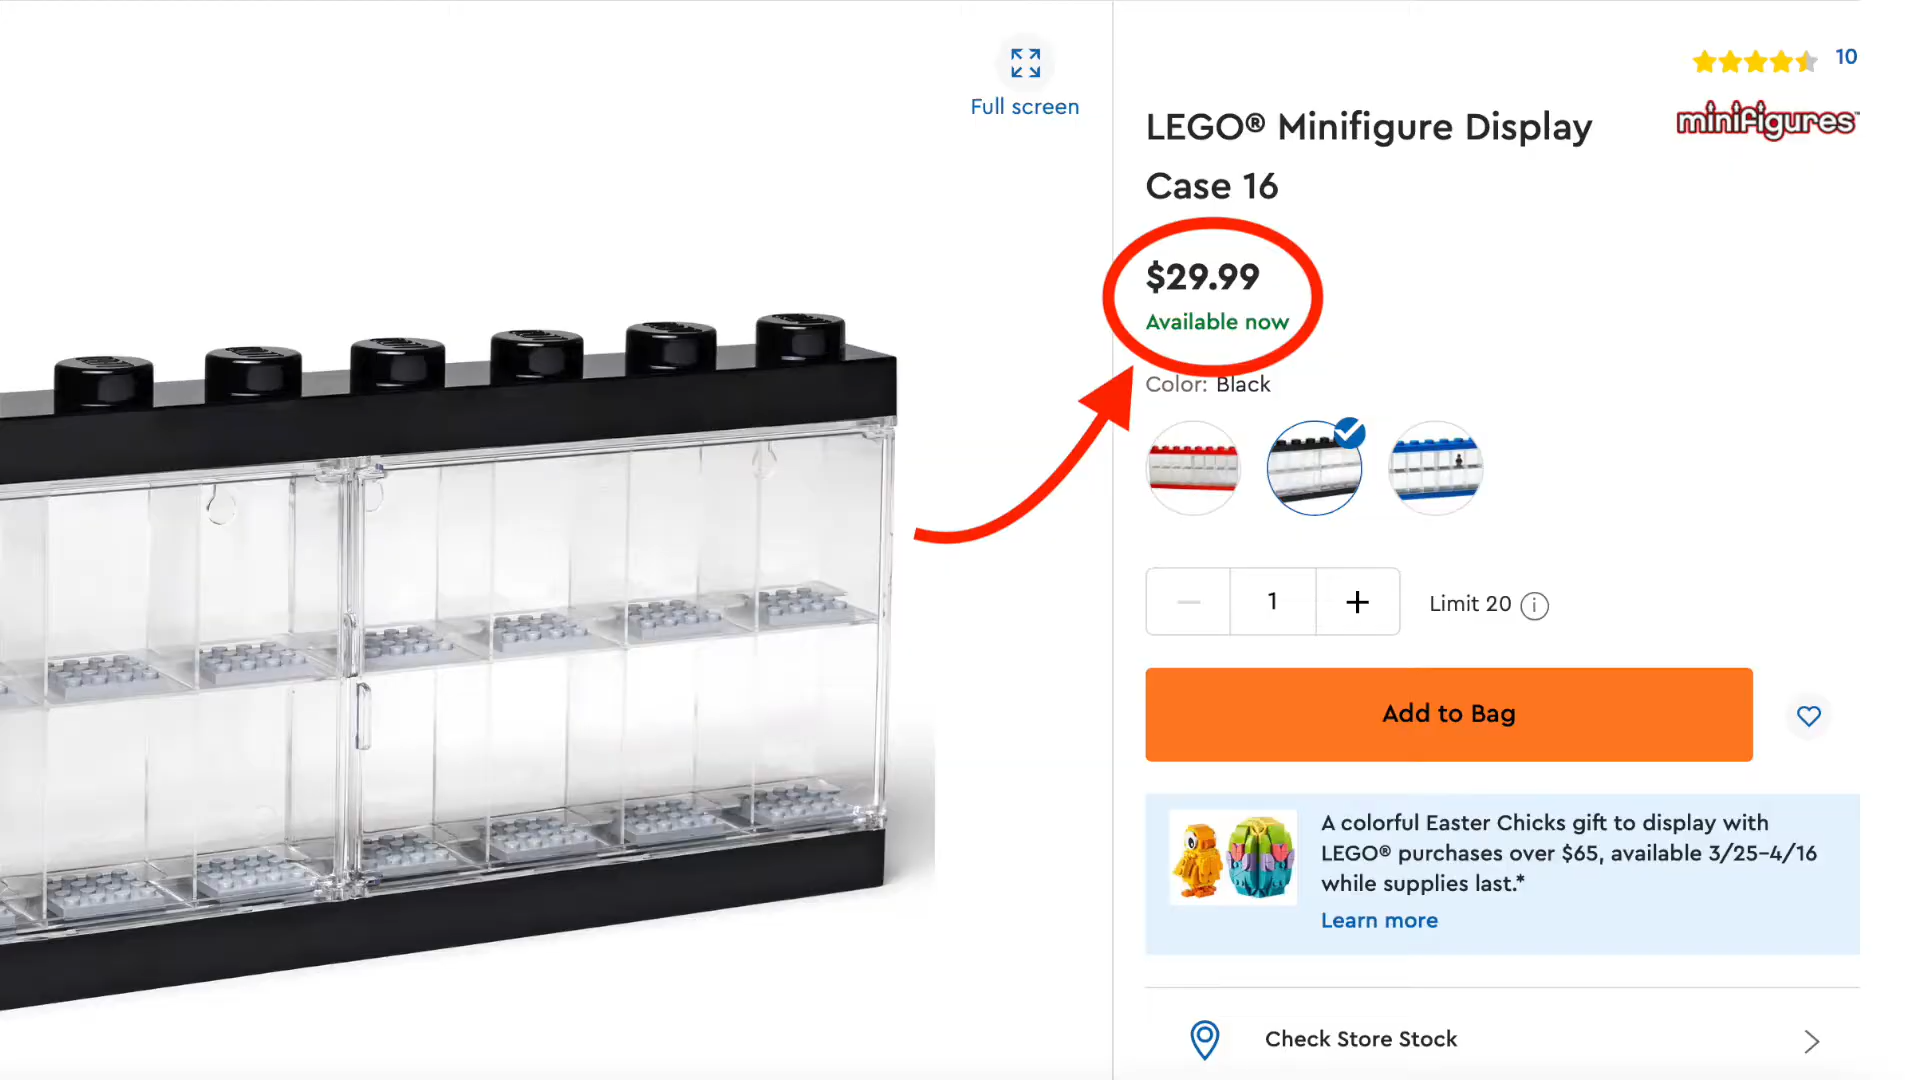 Full screen
10
minifigures
LEGO® Minifigure Display
Case 16
$29.99
Available now
Color: Black
1
Limit 20
Add to Bag
A colorful Easter Chicks gift to display with
LEGO® purchases over $65, available 3/25-4/16
while supplies last.*
Learn more
Check Store Stock